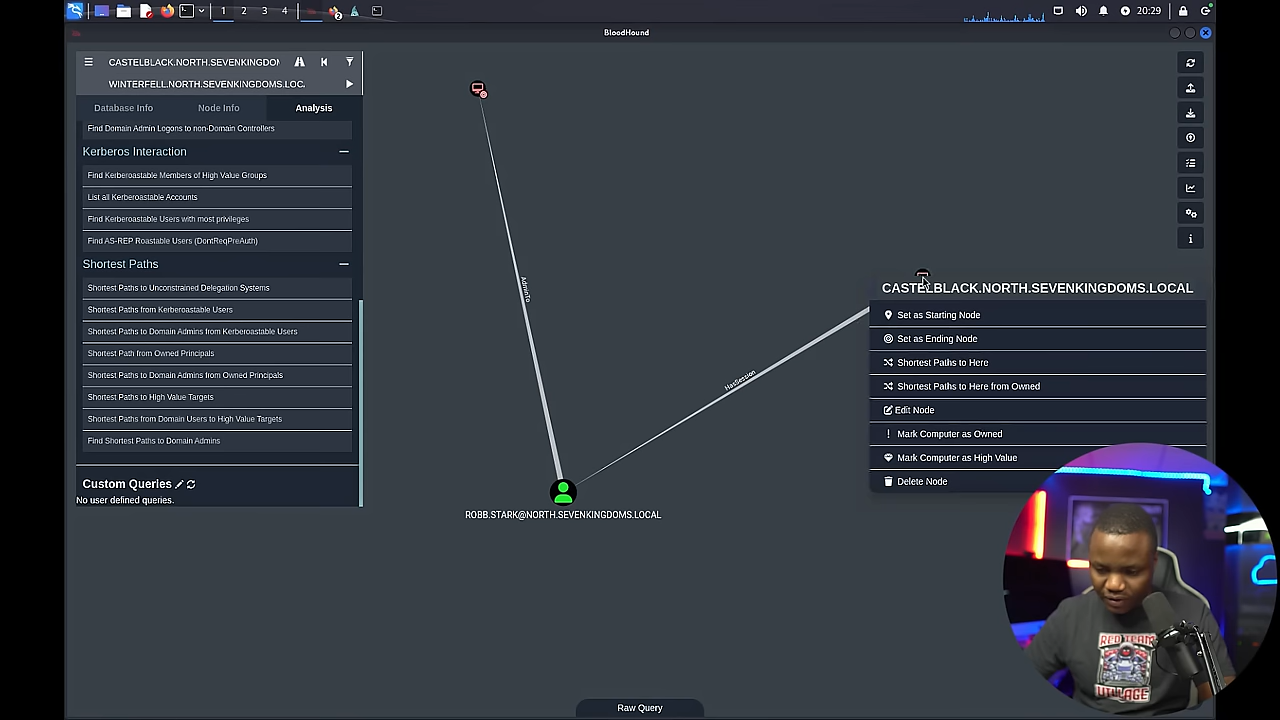 1 2 3 4
2
20:29
BloodHound
CASTELBLACK.NORTH.SEVENKINGDOM
WINTERFELL.NORTH.SEVENKINGDOMS.LOC.
Database Info Node Info Analysis
Find Domain Admin Logons to non-Domain Controllers
Kerberos Interaction
Find Kerberoastable Members of High Value Groups
List all Kerberoastable Accounts
Find Kerberoastable Users with most privileges
Find AS-REP Roastable Users (DontReqPreAuth)
Shortest Paths
Shortest Paths to Unconstrained Delegation Systems
Shortest Paths from Kerberoastable Users
Shortest Paths to Domain Admins from Kerberoastable Users
Shortest Path from Owned Principals
Shortest Paths to Domain Admins from Owned Principals
Shortest Paths to High Value Targets
Shortest Paths from Domain Users to High Value Targets
Find Shortest Paths to Domain Admins
Custom Queries
No user defined queries.
AdminTo
HasSession
ROBB.STARK@NORTH.SEVENKINGDOMS.LOCAL
CASTELBLACK.NORTH.SEVENKINGDOMS.LOCAL
Set as Starting Node
Set as Ending Node
Shortest Paths to Here
Shortest Paths to Here from Owned
Edit Node
Mark Computer as Owned
Mark Computer as High Value
Delete Node
RED TEAM
VILLAGE
Raw Query